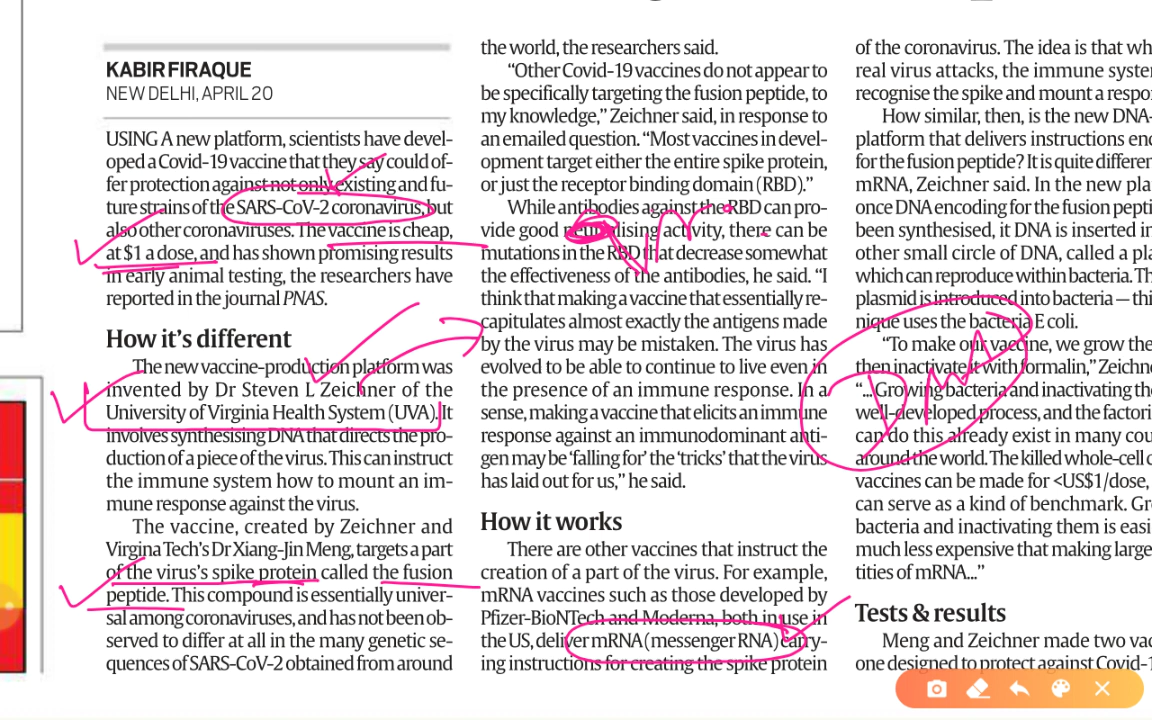 KABIR FIRAQUE
NEW DELHI, APRIL 20
USING A new platform, scientists have devel-
oped a Covid-19 vaccine that they say could of-
fer protection against not only existing and fu-
ture strains of the SARS-CoV-2 coronavirus, but
also other coronaviruses. The vaccine is cheap,
at $1 a dose, and has shown promising results
in early animal testing, the researchers have
reported in the journal PNAS.
How it's different
The new vaccine-production platform was
invented by Dr Steven L Zeichner of the
University of Virginia Health System (UVA). It
involves synthesising DNA that directs the pro-
duction of a piece of the virus. This can instruct
the immune system how to mount an im-
mune response against the virus.
The vaccine, created by Zeichner and
Virgina Tech's Dr Xiang-Jin Meng, targets a part
of the virus's spike protein called the fusion
peptide. This compound is essentially univer-
sal among coronaviruses, and has not been ob-
served to differ at all in the many genetic se-
quences of SARS-CoV-2 obtained from around
the world, the researchers said.
“Other Covid-19 vaccines do not appear to
be specifically targeting the fusion peptide, to
my knowledge,” Zeichner said, in response to
an emailed question. “Most vaccines in devel-
opment target either the entire spike protein,
or just the receptor binding domain (RBD).”
While antibodies against the RBD can pro-
vide good neutralising activity, there can be
mutations in the RBD that decrease somewhat
the effectiveness of the antibodies, he said. “I
think that making a vaccine that essentially re-
capitulates almost exactly the antigens made
by the virus may be mistaken. The virus has
evolved to be able to continue to live even in
the presence of an immune response. In a
sense, making a vaccine that elicits an immune
response against an immunodominant anti-
gen may be ‘falling for’ the ‘tricks’ that the virus
has laid out for us,” he said.
How it works
There are other vaccines that instruct the
creation of a part of the virus. For example,
mRNA vaccines such as those developed by
Pfizer-BioNTech and Moderna, both in use in
the US, deliver mRNA (messenger RNA) carry-
ing instructions for creating the spike protein
of the coronavirus. The idea is that wh
real virus attacks, the immune syste
recognise the spike and mount a respo
How similar, then, is the new DNA-
platform that delivers instructions enc
for the fusion peptide? It is quite differen
mRNA, Zeichner said. In the new pla
once DNA encoding for the fusion pepti
been synthesised, it DNA is inserted in
other small circle of DNA, called a pla
which can reproduce within bacteria. Th
plasmid is introduced into bacteria — thi
nique uses the bacteria E coli.
“To make our vaccine, we grow the
then inactivate it with formalin,” Zeichne
“...Growing bacteria and inactivating the
well-developed process, and the factori
can do this already exist in many cou
around the world. The killed whole-cell c
vaccines can be made for <US$1/dose,
can serve as a kind of benchmark. Gr
bacteria and inactivating them is easi
much less expensive that making large
tities of mRNA...”
Tests & results
Meng and Zeichner made two vac
one designed to protect against Covid-1
DNA